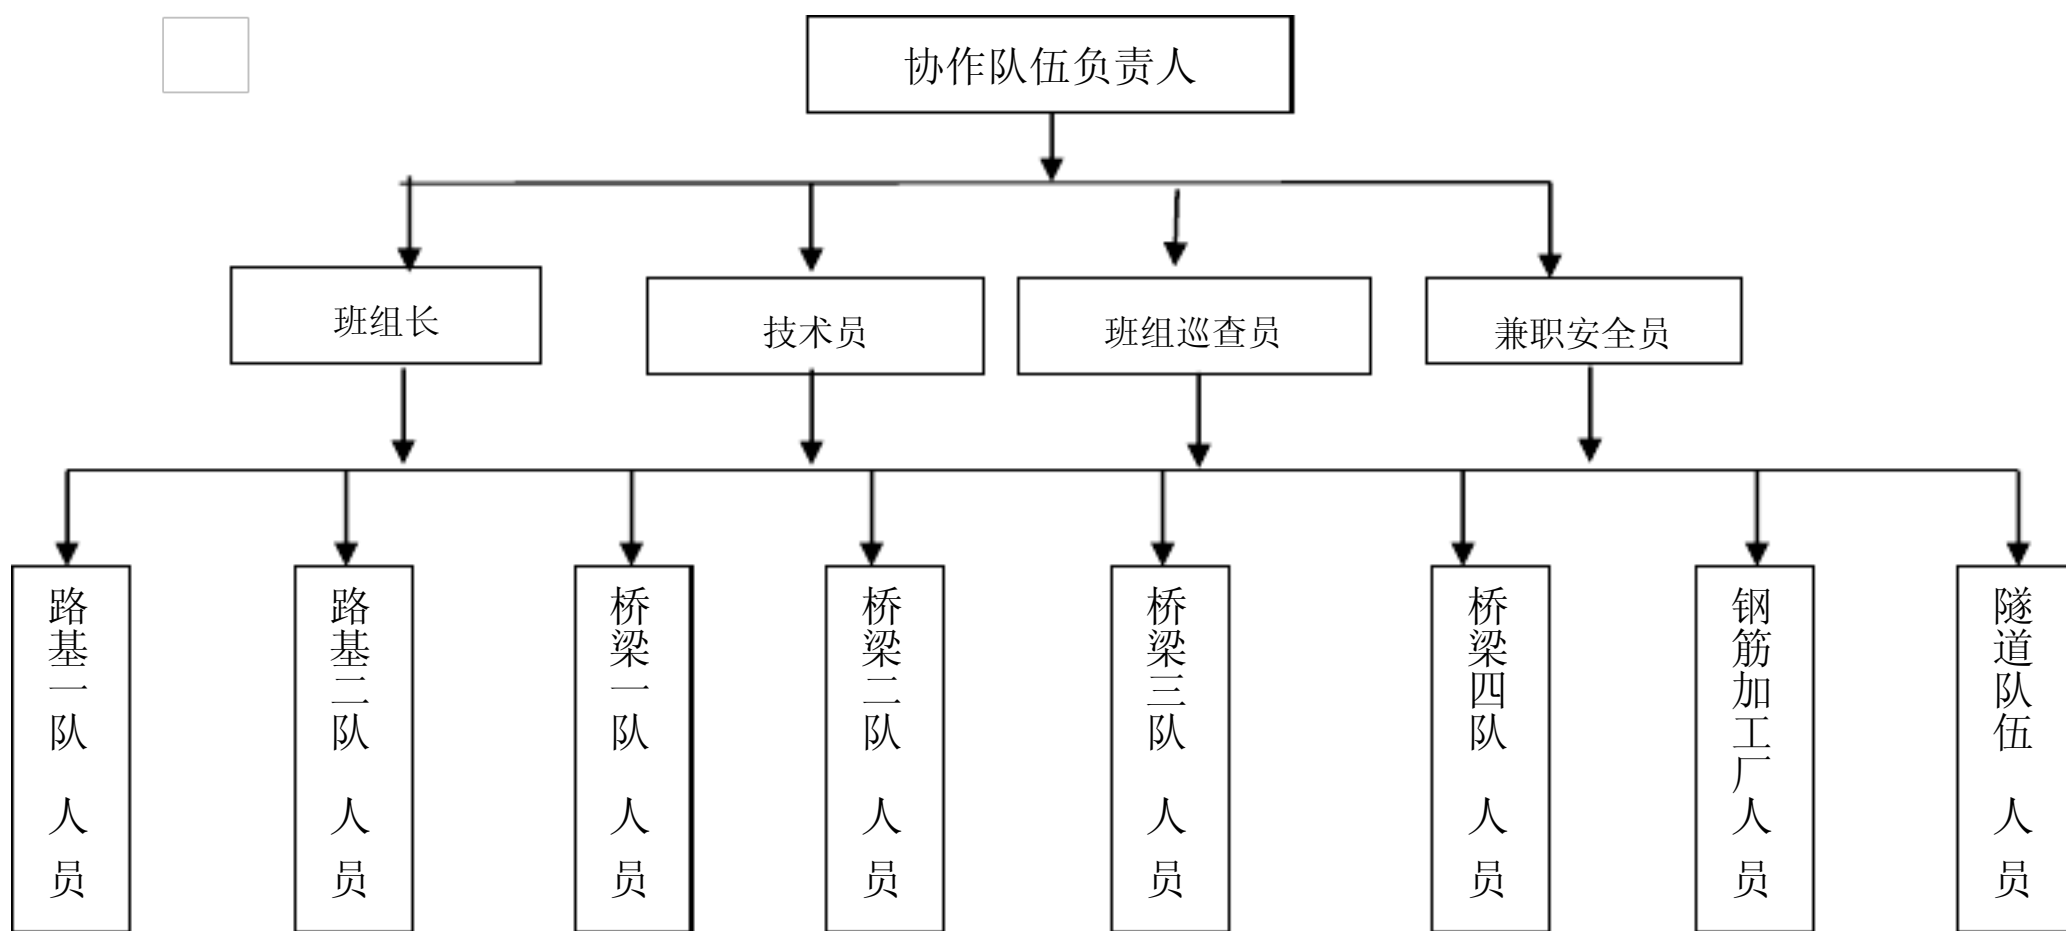 协作队伍负责人
班组长
技术员
班组巡查员
兼职安全员
路基一队人员
路基二队人员
桥梁一队人员
桥梁二队人员
桥梁三队人员
桥梁四队人员
钢筋加工厂人员
隧道队伍人员